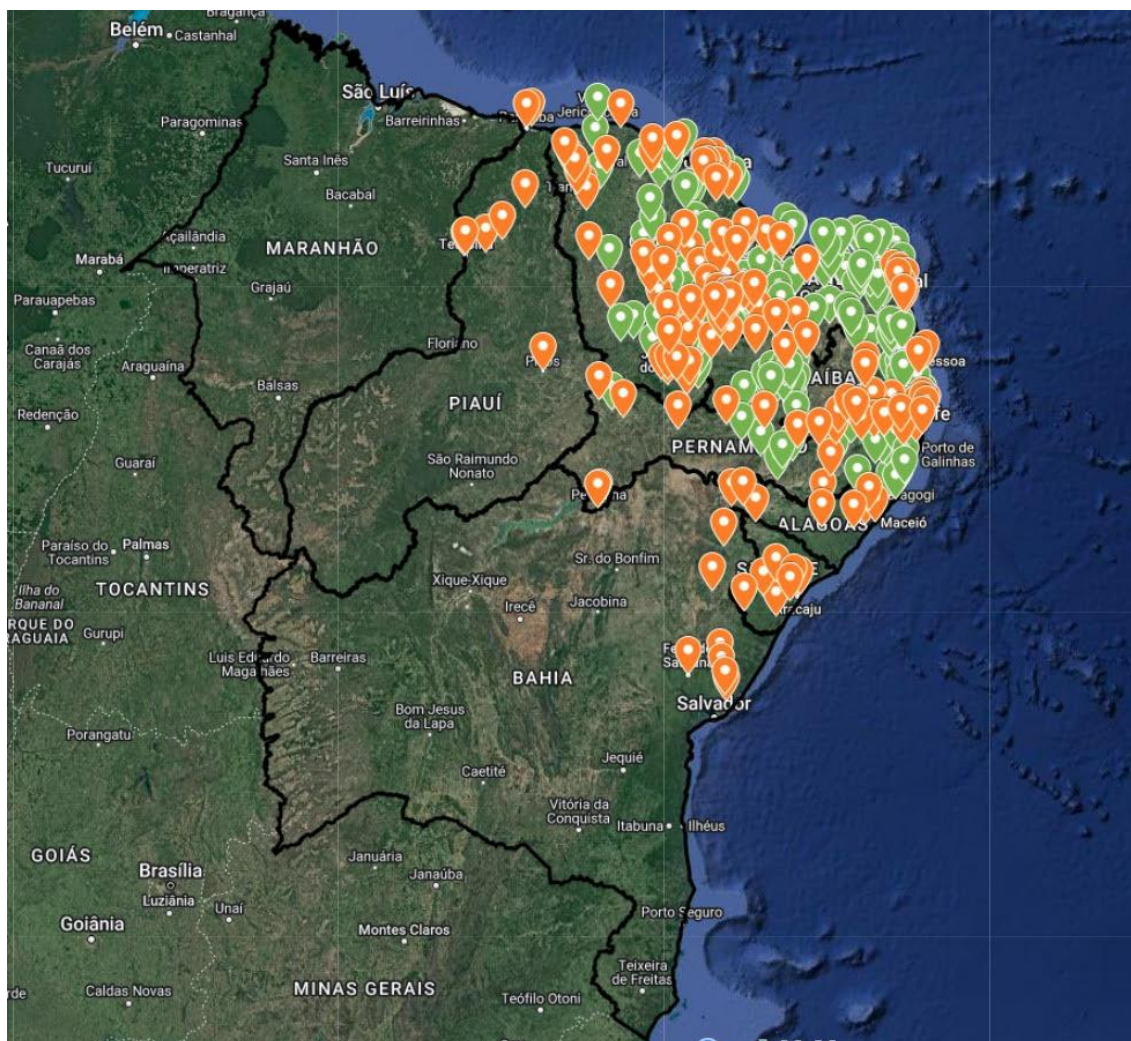 Bragança
Belém
Castanhal
São Luís
Barreirinhas
Paragominas
Santa Inês
Tucuruí
Bacabal
Açailândia
MARANHÃO
Marabá
Imperatriz
Grajaú
Parauapebas
Canaã dos
Carajás
Floriano
Araguaína
Balsas
PIAUÍ
Redenção
PERNAM
Porto de
Galinhas
Guaraí
São Raimundo
Nonato
ALAGOAS
Maceió
Paraíso do
Tocantins
Palmas
Sr. do Bonfim
TOCANTINS
Xique-Xique
Ilha do
Bananal
Irecê
Jacobina
RQUE DO
RAGUAIA
Gurupi
Luís Eduardo
Magalhães
Barreiras
BAHIA
Salvador
Bom Jesus
da Lapa
Porangatu
Jequié
Caetité
Vitória da
Conquista
Itabuna
Ilhéus
GOIÁS
Januária
Brasília
Janaúba
Luziânia
Unaí
Porto Seguro
Goiânia
Montes Claros
Teixeira
de Freitas
MINAS GERAIS
Caldas Novas
Teófilo Otoni